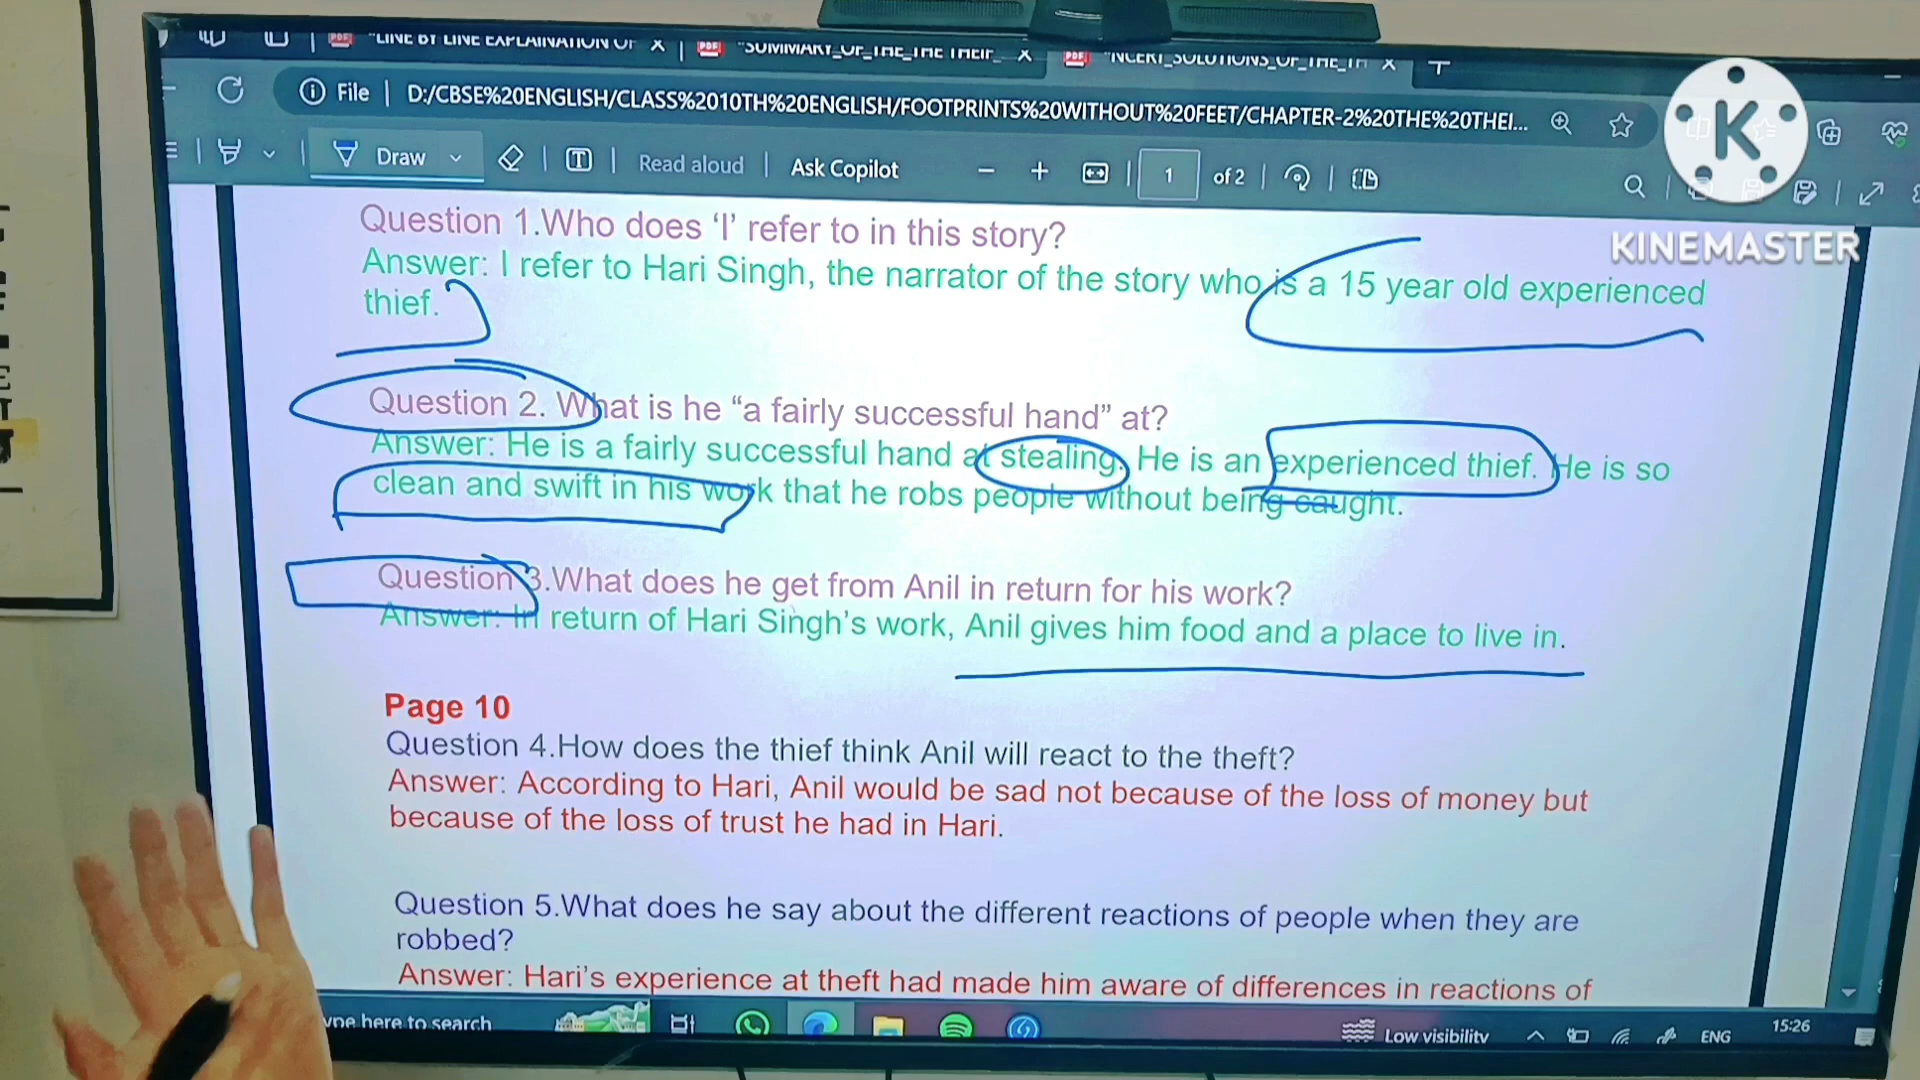 "LINE BY LINE EXPLAINATION OF
"SUMMARY_OF_THE_THE THEIF_
"NCERT_SOLUTIONS_OF_THE_TH
File | D:/CBSE%20ENGLISH/CLASS%2010TH%20ENGLISH/FOOTPRINTS%20WITHOUT%20FEET/CHAPTER-2%20THE%20THEI...
Draw
Read aloud
Ask Copilot
1 of 2
K
KINEMASTER
Question 1.Who does ‘I’ refer to in this story?
Answer: I refer to Hari Singh, the narrator of the story who is a 15 year old experienced
thief.
Question 2. What is he “a fairly successful hand” at?
Answer: He is a fairly successful hand at stealing. He is an experienced thief. He is so
clean and swift in his work that he robs people without being caught.
Question 3.What does he get from Anil in return for his work?
Answer: In return of Hari Singh’s work, Anil gives him food and a place to live in.
Page 10
Question 4.How does the thief think Anil will react to the theft?
Answer: According to Hari, Anil would be sad not because of the loss of money but
because of the loss of trust he had in Hari.
Question 5.What does he say about the different reactions of people when they are
robbed?
Answer: Hari’s experience at theft had made him aware of differences in reactions of
ype here to search
Low visibility
ENG
15:26